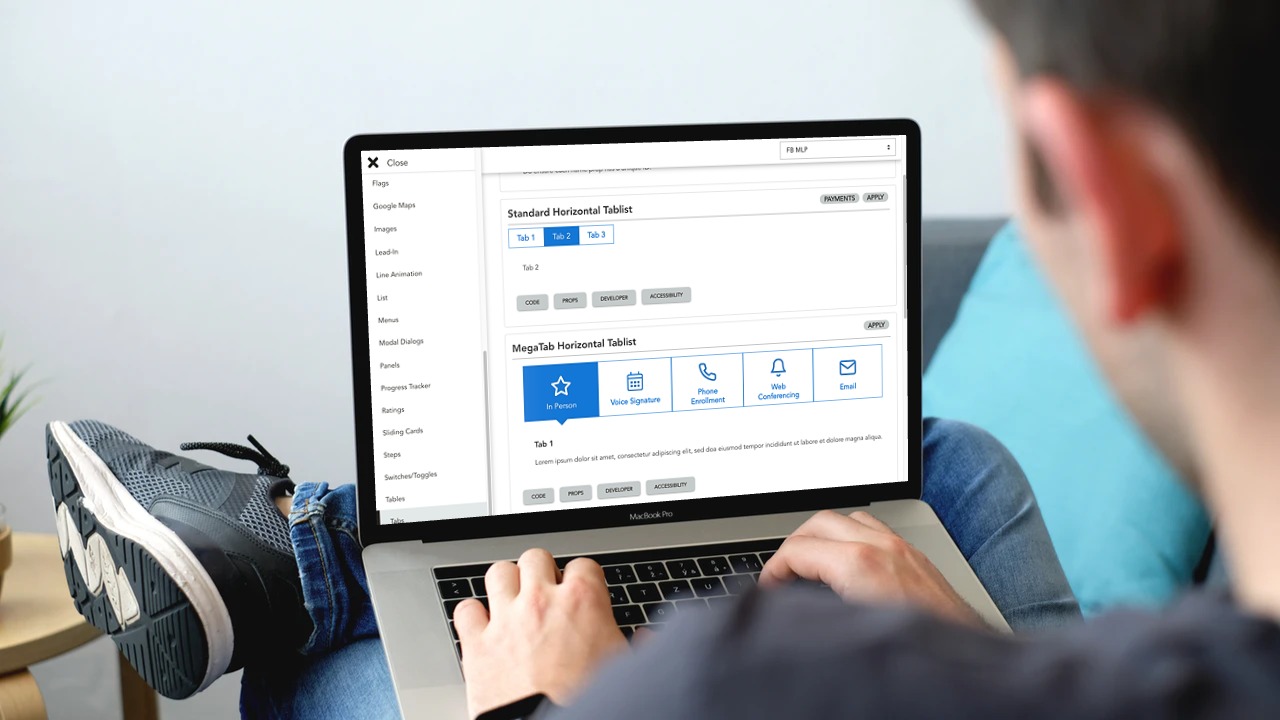 Close
Flags
Google Maps
Images
Lead-In
Line Animation
List
Menus
Modal Dialogs
Panels
Progress Tracker
Ratings
Sliding Cards
Steps
Switches/Toggles
Tables
Tabs
FB MLP
Standard Horizontal Tablist
PAYMENTS APPLY
Tab 1 Tab 2 Tab 3
Tab 2
CODE PROPS DEVELOPER ACCESSIBILITY
APPLY
MegaTab Horizontal Tablist
In Person
Voice Signature
Phone
Enrollment
Web
Conferencing
Email
Tab 1
Lorem ipsum dolor sit amet, consectetur adipiscing elit, sed doa eiusmod tempor incididunt ut labore et dolore magna aliqua.
CODE PROPS DEVELOPER ACCESSIBILITY
MacBook Pro